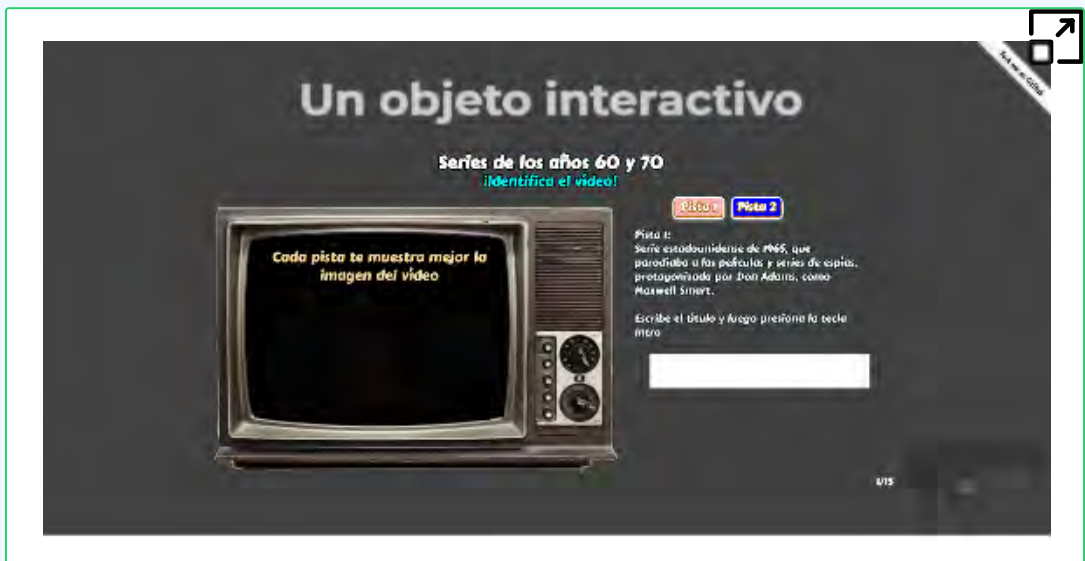 Un objeto interactivo
Series de los años 60 y 70
¡Identifica el video!
Cada pista te muestra mejor la
imagen del video
Pista 1
Pista 2
Pista 1:
Serie estadounidense de 1965, que
parodiaba a las películas y series de espías,
protagonizada por Don Adams, como
Maxwell Smart.
Escribe el título y luego presiona la tecla
intro
1/15